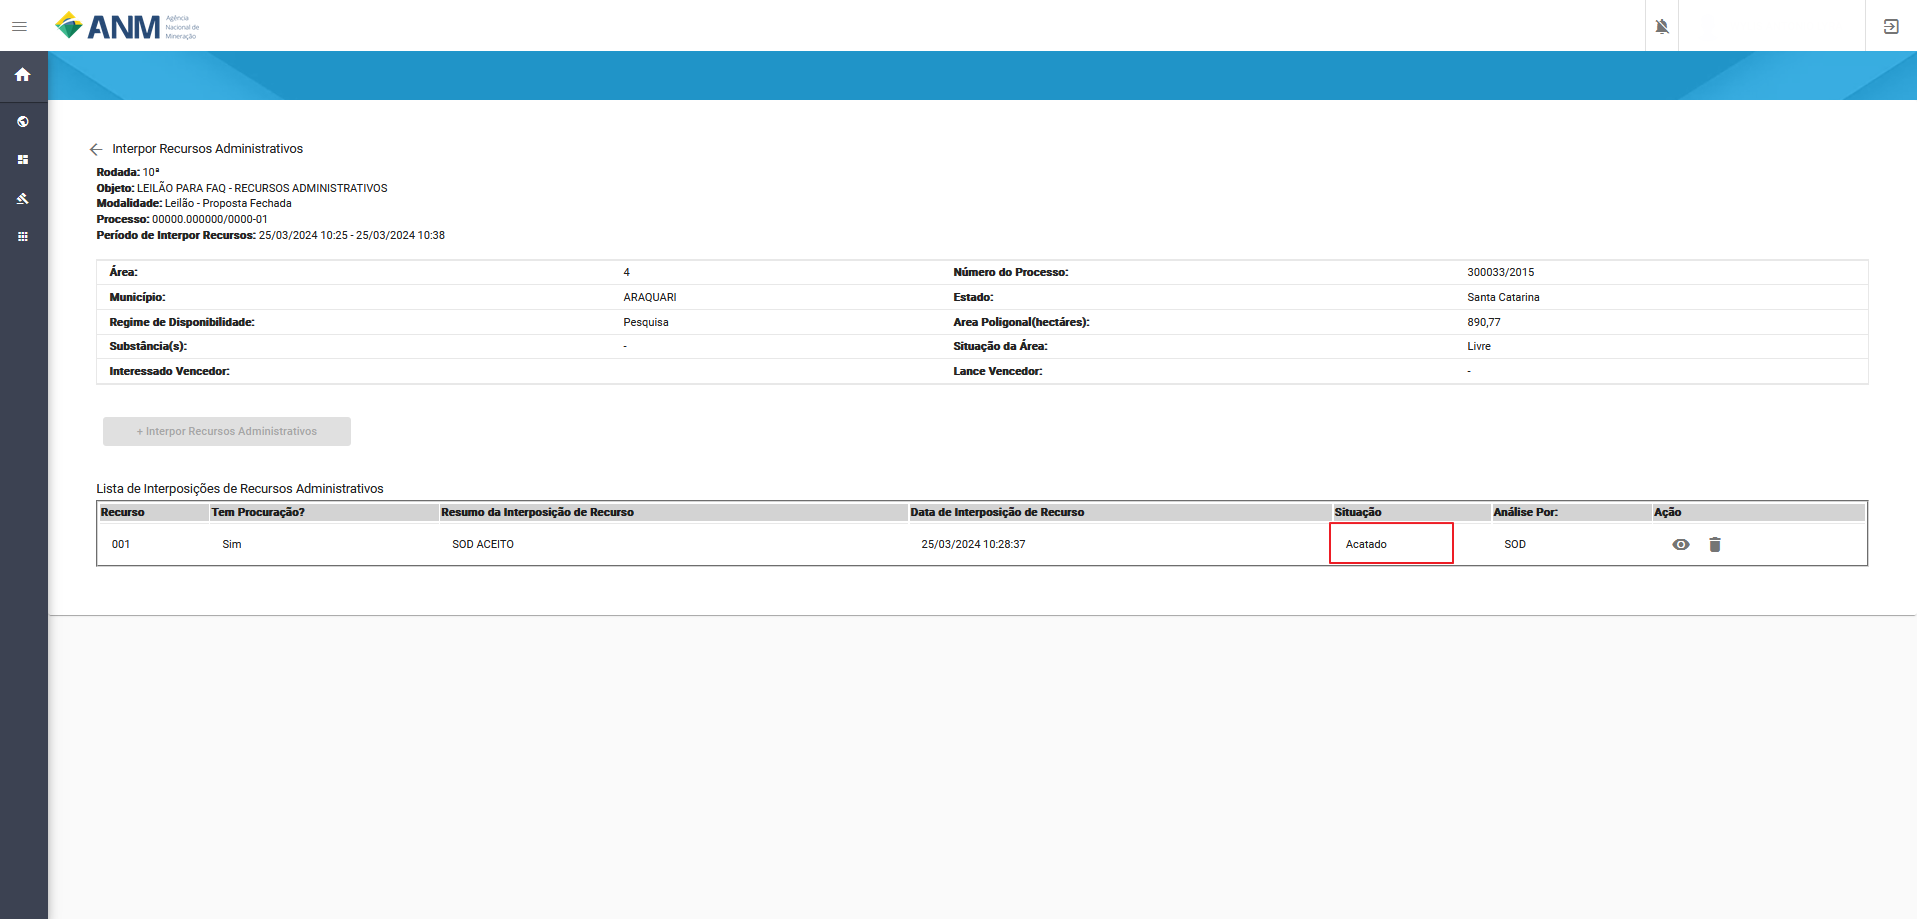 ANM Agência
Nacional de
Mineração
Interpor Recursos Administrativos
Rodada: 10ª
Objeto: LEILÃO PARA FAQ - RECURSOS ADMINISTRATIVOS
Modalidade: Leilão - Proposta Fechada
Processo: 00000.000000/0000-01
Período de Interpor Recursos: 25/03/2024 10:25 - 25/03/2024 10:38
Área: 4 Número do Processo: 300033/2015
Município: ARAQUARI Estado: Santa Catarina
Regime de Disponibilidade: Pesquisa Area Poligonal(hectáres): 890,77
Substância(s): - Situação da Área: Livre
Interessado Vencedor: Lance Vencedor: -
+ Interpor Recursos Administrativos
Lista de Interposições de Recursos Administrativos
Recurso Tem Procuração? Resumo da Interposição de Recurso Data de Interposição de Recurso Situação Análise Por: Ação
001 Sim SOD ACEITO 25/03/2024 10:28:37 Acatado SOD